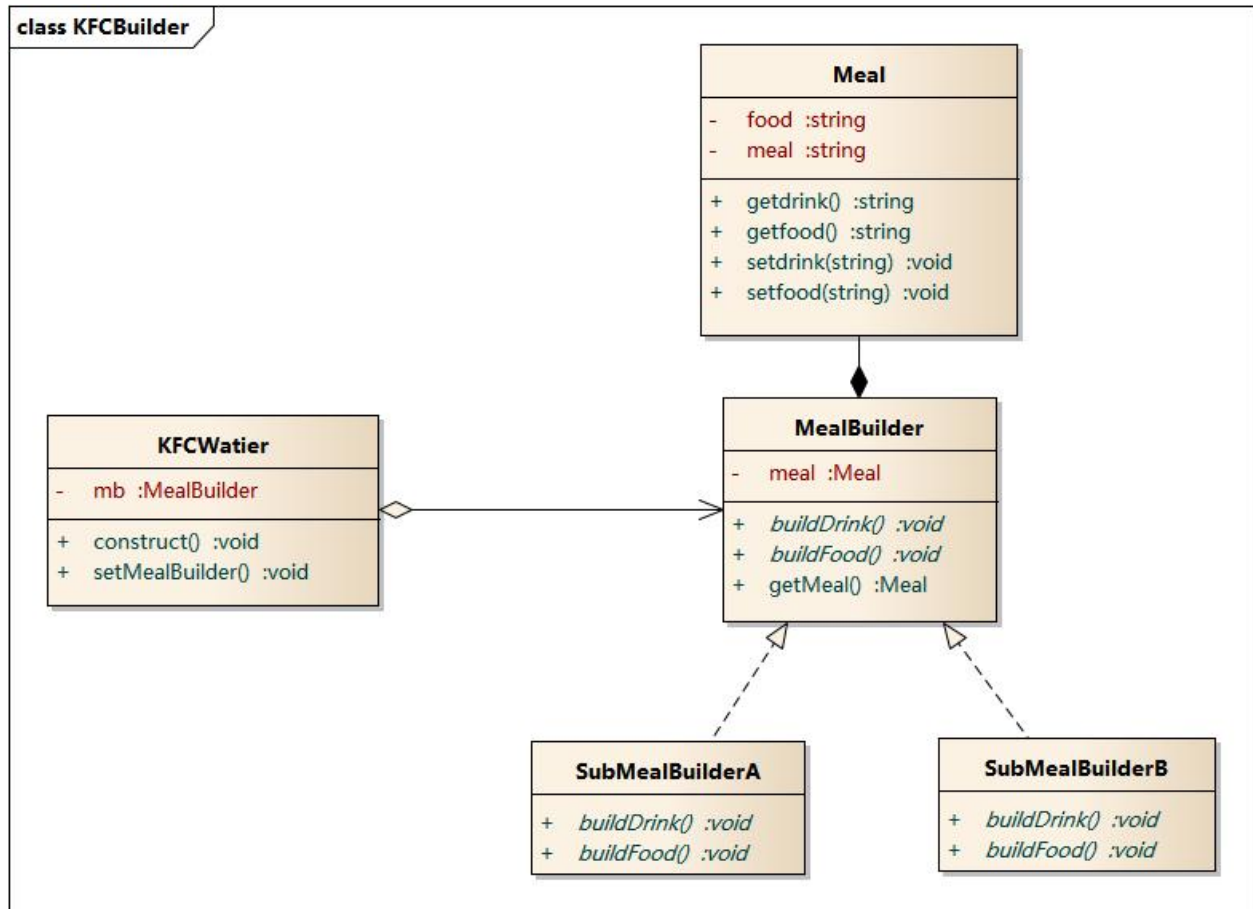 class KFCBuilder
Meal
- food :string
- meal :string
+ getdrink() :string
+ getfood() :string
+ setdrink(string) :void
+ setfood(string) :void
KFCWatier
- mb :MealBuilder
+ construct() :void
+ setMealBuilder() :void
MealBuilder
- meal :Meal
+ buildDrink() :void
+ buildFood() :void
+ getMeal() :Meal
SubMealBuilderA
+ buildDrink() :void
+ buildFood() :void
SubMealBuilderB
+ buildDrink() :void
+ buildFood() :void